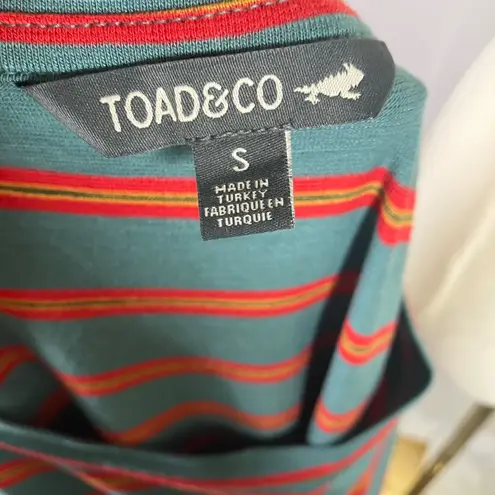 TOAD&CO
S
MADE IN
TURKEY
FABRIQUE EN
TURQUIE